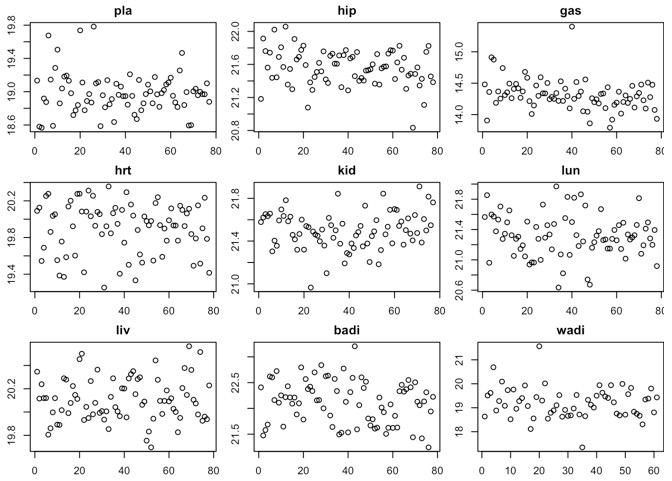 pla
19.8
19.4
19.0
18.6
0 20 40 60 80
hip
22.0
21.6
21.2
20.8
0 20 40 60 80
gas
15.0
14.5
14.0
0 20 40 60 80
hrt
20.2
19.8
19.4
0 20 40 60 80
kid
21.8
21.4
21.0
0 20 40 60 80
lun
21.8
21.4
21.0
20.6
0 20 40 60 80
liv
20.2
19.8
0 20 40 60 80
badi
22.5
21.5
0 20 40 60 80
wadi
21
20
19
18
0 10 20 30 40 50 60